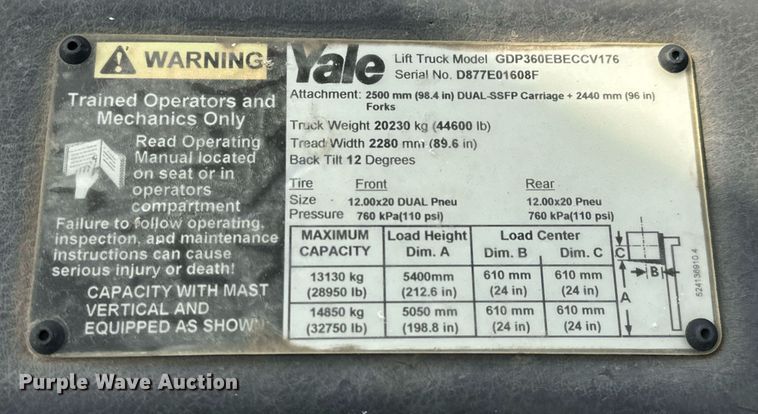 WARNING
Trained Operators and
Mechanics Only
Read Operating
Manual located
on seat or in
operators
compartment
Failure to follow operating,
inspection, and maintenance
instructions can cause
serious injury or death!
CAPACITY WITH MAST
VERTICAL AND
EQUIPPED AS SHOWN
Yale Lift Truck Model GDP360EBECCV176
Serial No. D877E01608F
Attachment: 2500 mm (98.4 in) DUAL-SSFP Carriage + 2440 mm (96 in)
Forks
Truck Weight 20230 kg (44600 lb)
Tread Width 2280 mm (89.6 in)
Back Tilt 12 Degrees
Tire Front Rear
Size 12.00x20 DUAL Pneu 12.00x20 Pneu
Pressure 760 kPa(110 psi) 760 kPa(110 psi)
MAXIMUM Load Height Load Center
CAPACITY Dim. A Dim. B Dim. C
13130 kg 5400mm 610 mm 610 mm
(28950 lb) (212.6 in) (24 in) (24 in)
14850 kg 5050 mm 610 mm 610 mm
(32750 lb) (198.8 in) (24 in) (24 in)
C
B
A
524136910 4
Purple Wave Auction